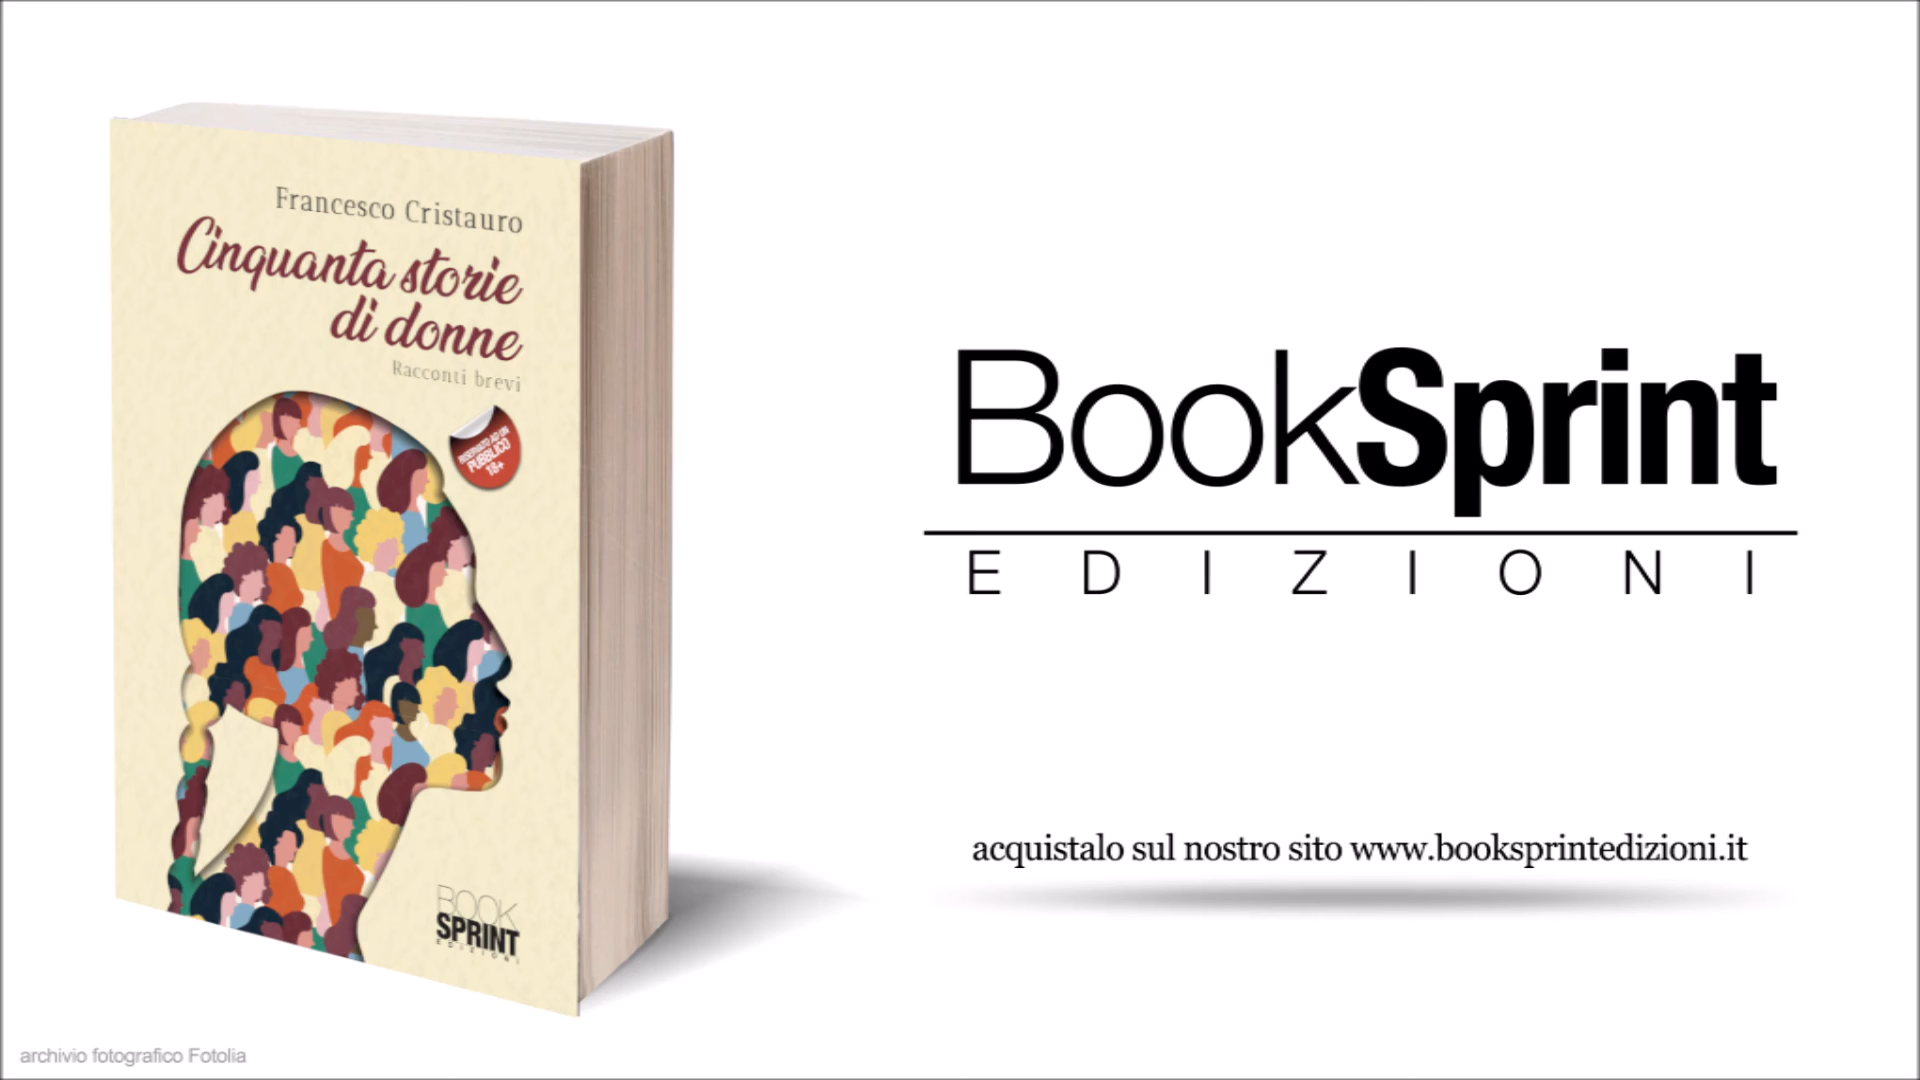 Francesco Cristauro
Cinquanta storie
di donne
Racconti brevi
RISERVATO AD UN
PUBBLICO
18+
BOOK
SPRINT
EDIZIONI
BookSprint
EDIZIONI
acquistalo sul nostro sito www.booksprintedizioni.it
archivio fotografico Fotolia